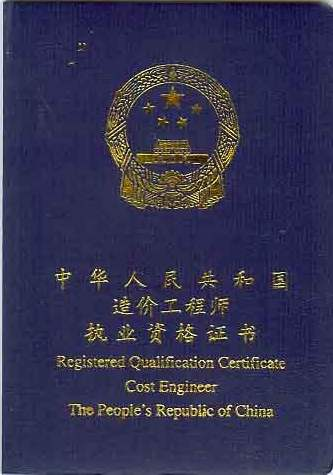 中华人民共和国
造价工程师
执业资格证书
Registered Qualification Certificate
Cost Engineer
The People's Republic of China